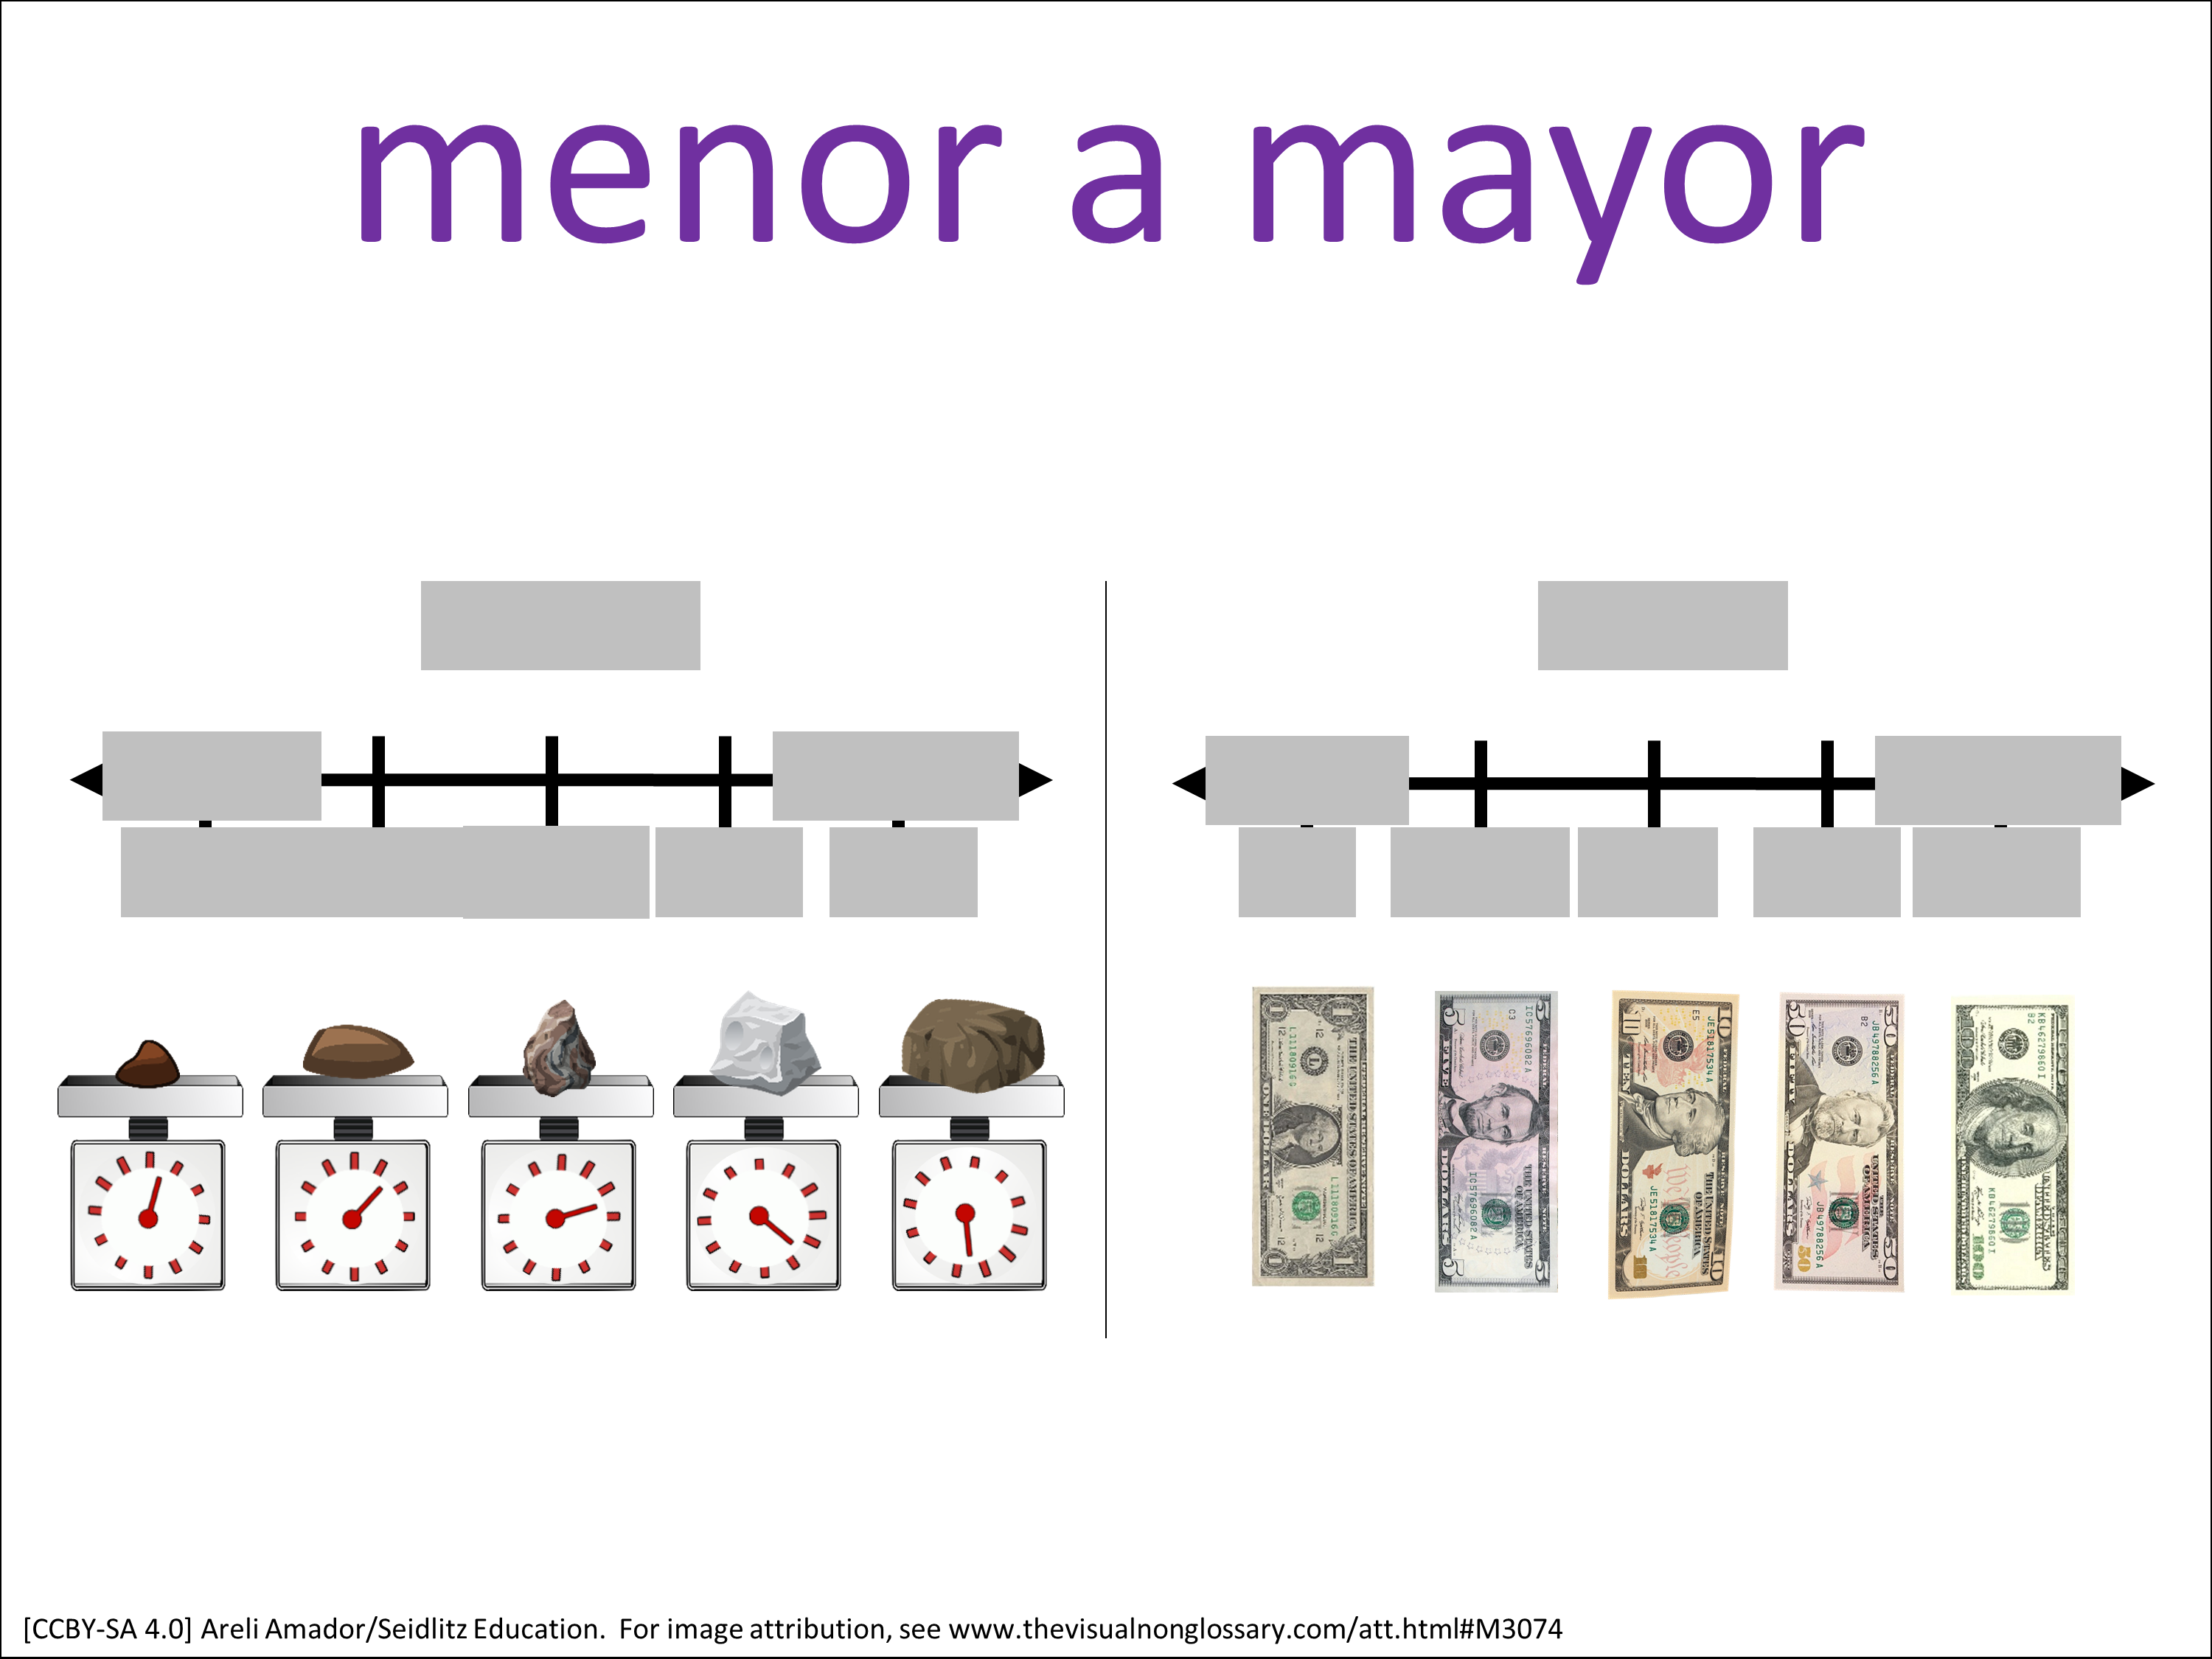 menor a mayor
[CCBY-SA 4.0] Areli Amador/Seidlitz Education. For image attribution, see www.thevisualnonglossary.com/att.html#M3074